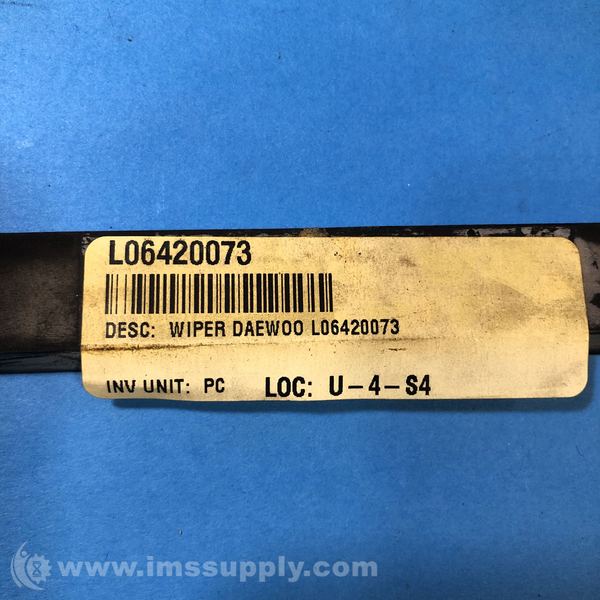 L06420073
DESC: WIPER DAEWOO L06420073
INV UNIT: PC LOC: U-4-S4
www.imssupply.com